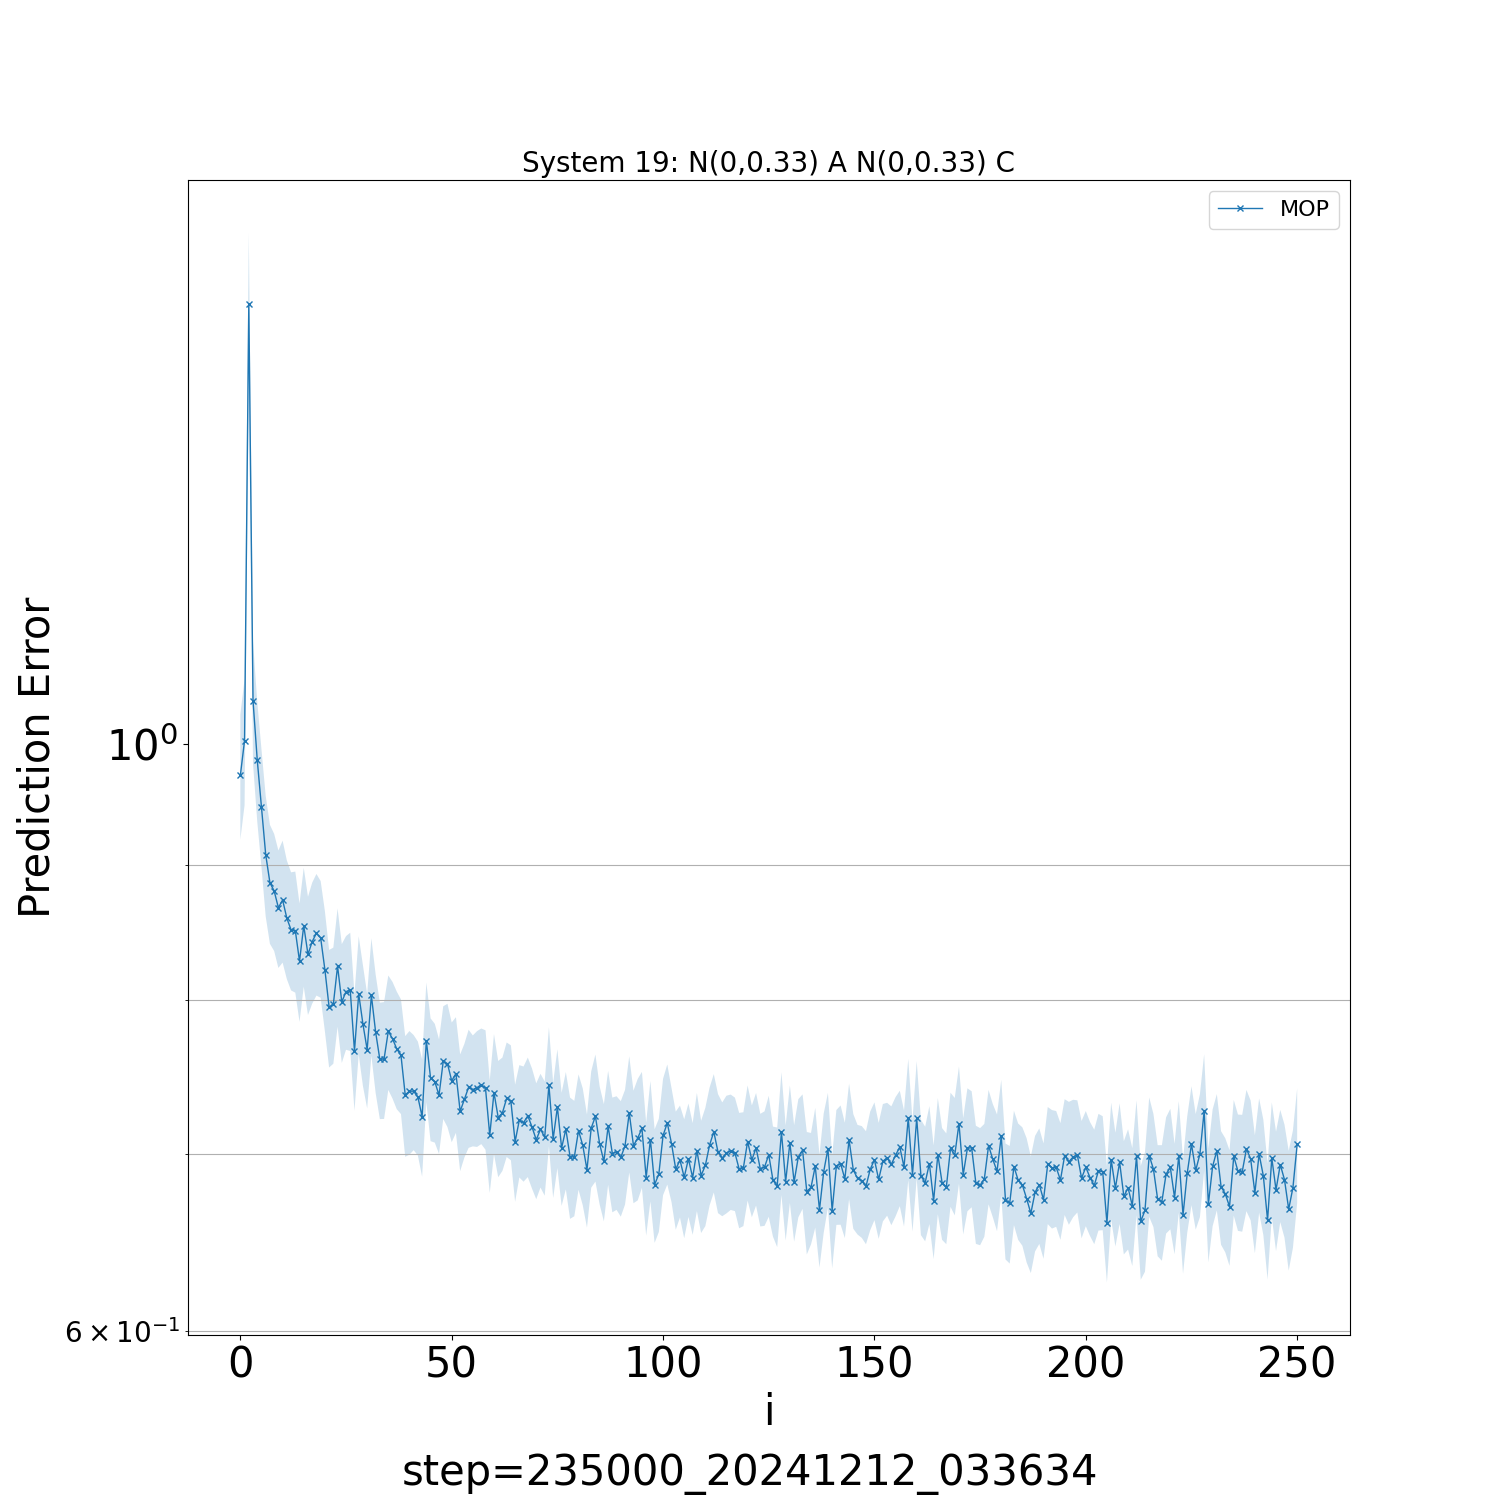 System 19: N(0,0.33) A N(0,0.33) C
MOP
Prediction Error
10⁰
6 × 10⁻¹
0 50 100 150 200 250
i
step=235000_20241212_033634